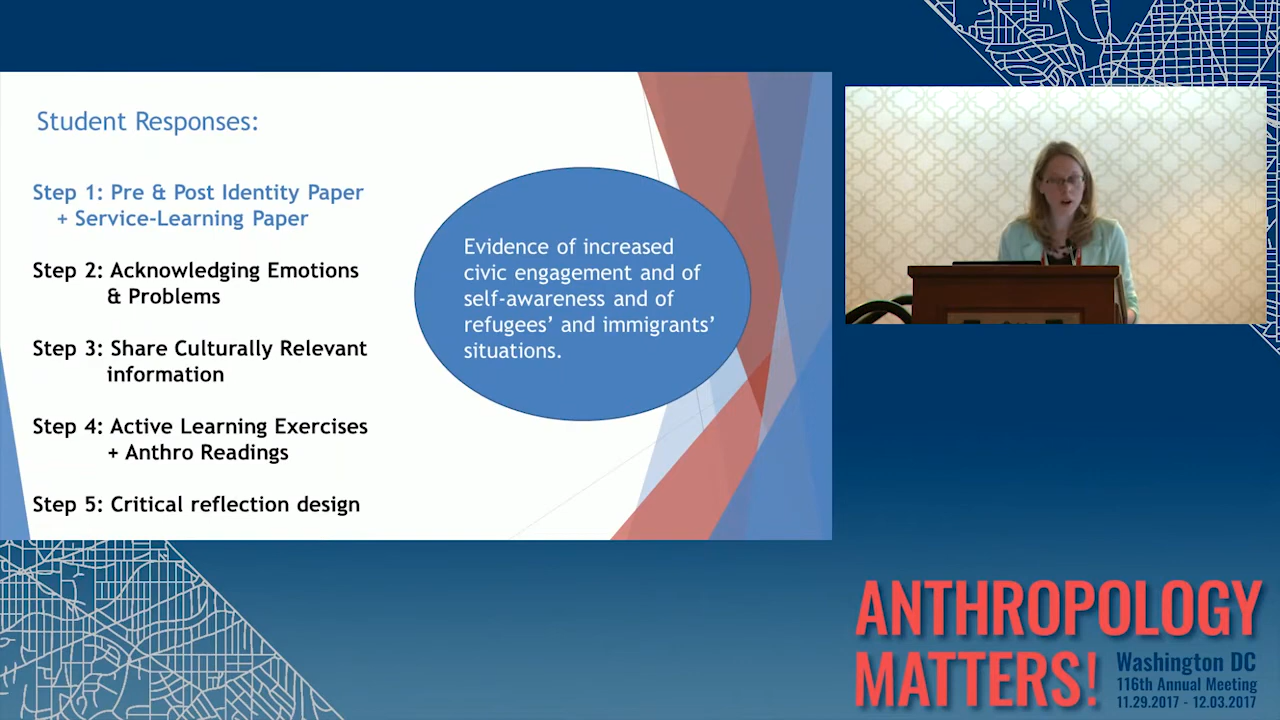 Student Responses:
Step 1: Pre & Post Identity Paper
+ Service-Learning Paper
Step 2: Acknowledging Emotions
& Problems
Step 3: Share Culturally Relevant
information
Step 4: Active Learning Exercises
+ Anthro Readings
Step 5: Critical reflection design
Evidence of increased
civic engagement and of
self-awareness and of
refugees’ and immigrants’
situations.
ANTHROPOLOGY
MATTERS!
Washington DC
116th Annual Meeting
11.29.2017 - 12.03.2017